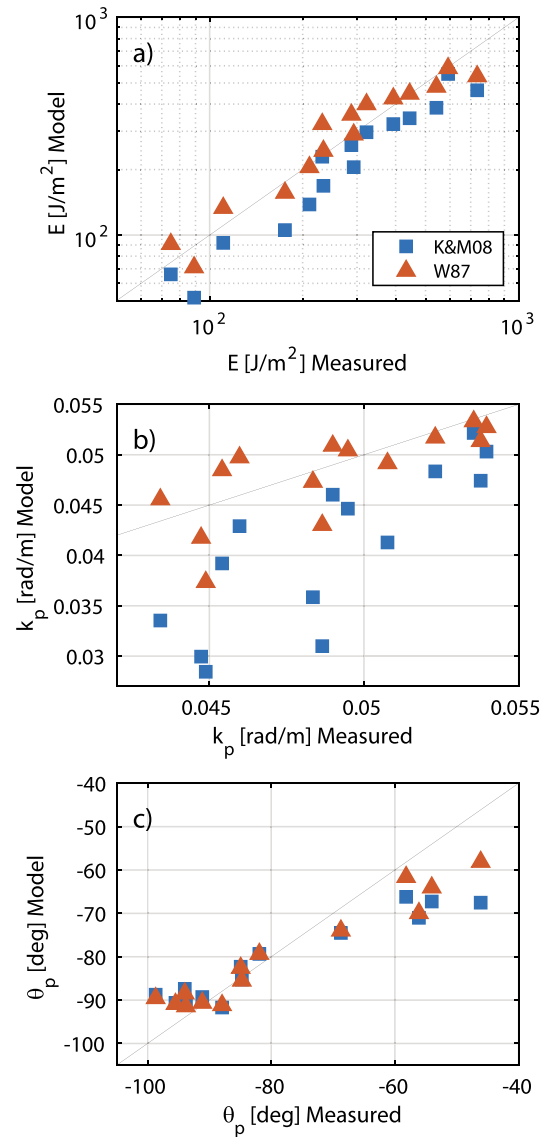 10^3
a)
E [J/m^2] Model
10^2
K&M08
W87
10^2
10^3
E [J/m^2] Measured
0.055
b)
0.05
0.045
k_p [rad/m] Model
0.04
0.035
0.03
0.045
0.05
0.055
k_p [rad/m] Measured
-40
c)
-50
-60
θ_p [deg] Model
-70
-80
-90
-100
-100
-80
-60
-40
θ_p [deg] Measured